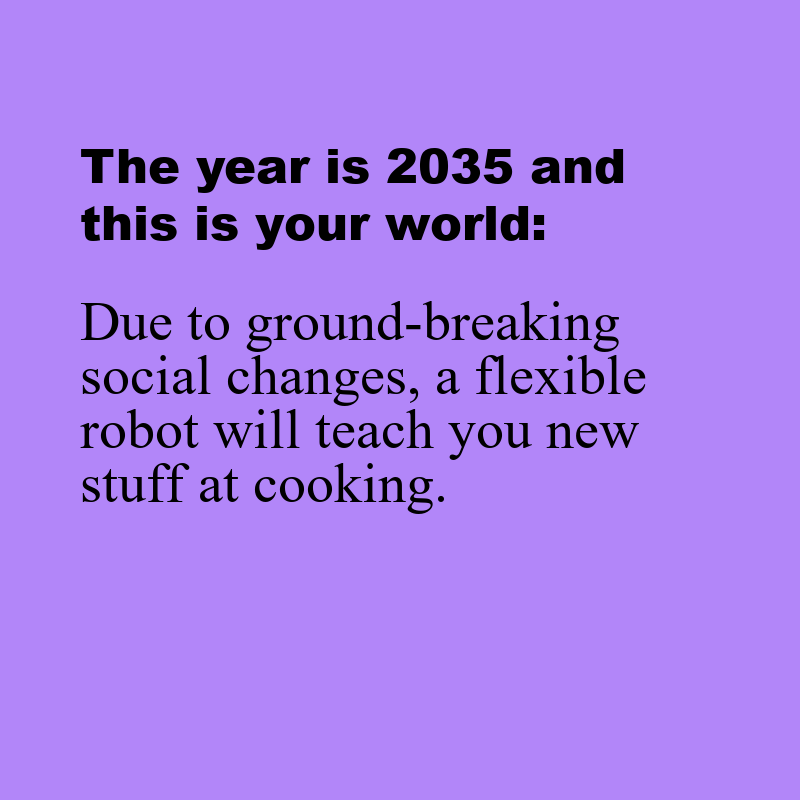 The year is 2035 and
this is your world:
Due to ground-breaking
social changes, a flexible
robot will teach you new
stuff at cooking.